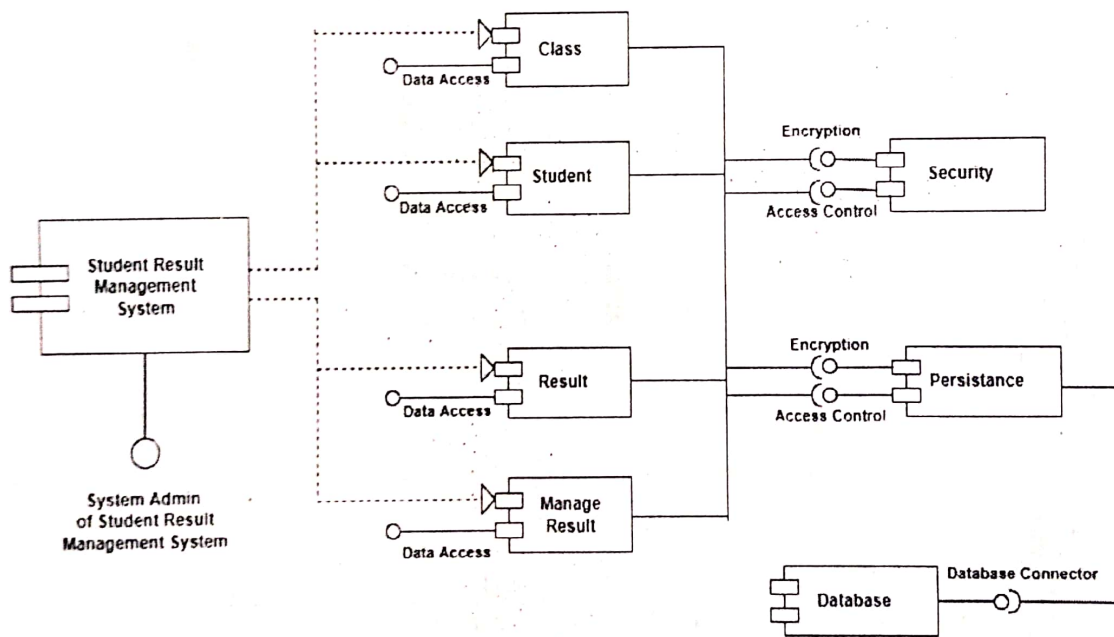 Class
Data Access
Encryption
Student
Security
Data Access
Access Control
Student Result
Management
System
Encryption
Result
Persistance
Data Access
Access Control
System Admin
of Student Result
Management System
Manage
Result
Data Access
Database Connector
Database